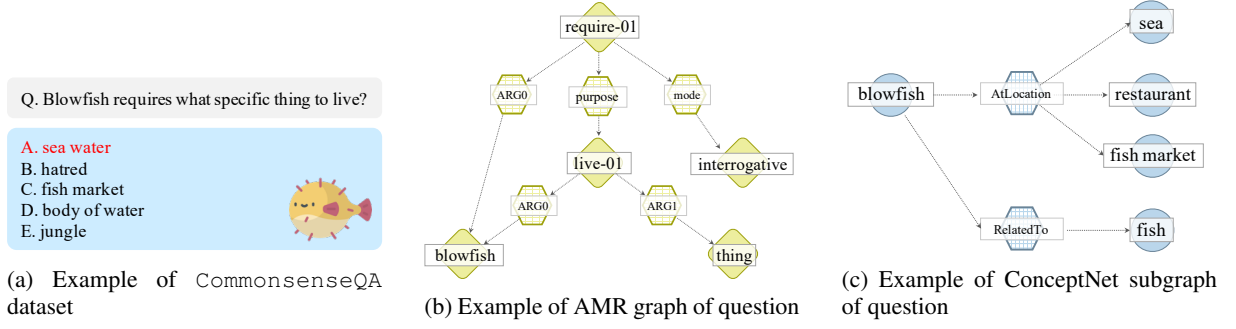 Q. Blowfish requires what specific thing to live?
A. sea water
B. hatred
C. fish market
D. body of water
E. jungle
(a) Example of CommonsenseQA
dataset
require-01
ARG0
purpose
mode
live-01
interrogative
ARG0
ARG1
blowfish
thing
(b) Example of AMR graph of question
sea
blowfish
AtLocation
restaurant
fish market
RelatedTo
fish
(c) Example of ConceptNet subgraph
of question